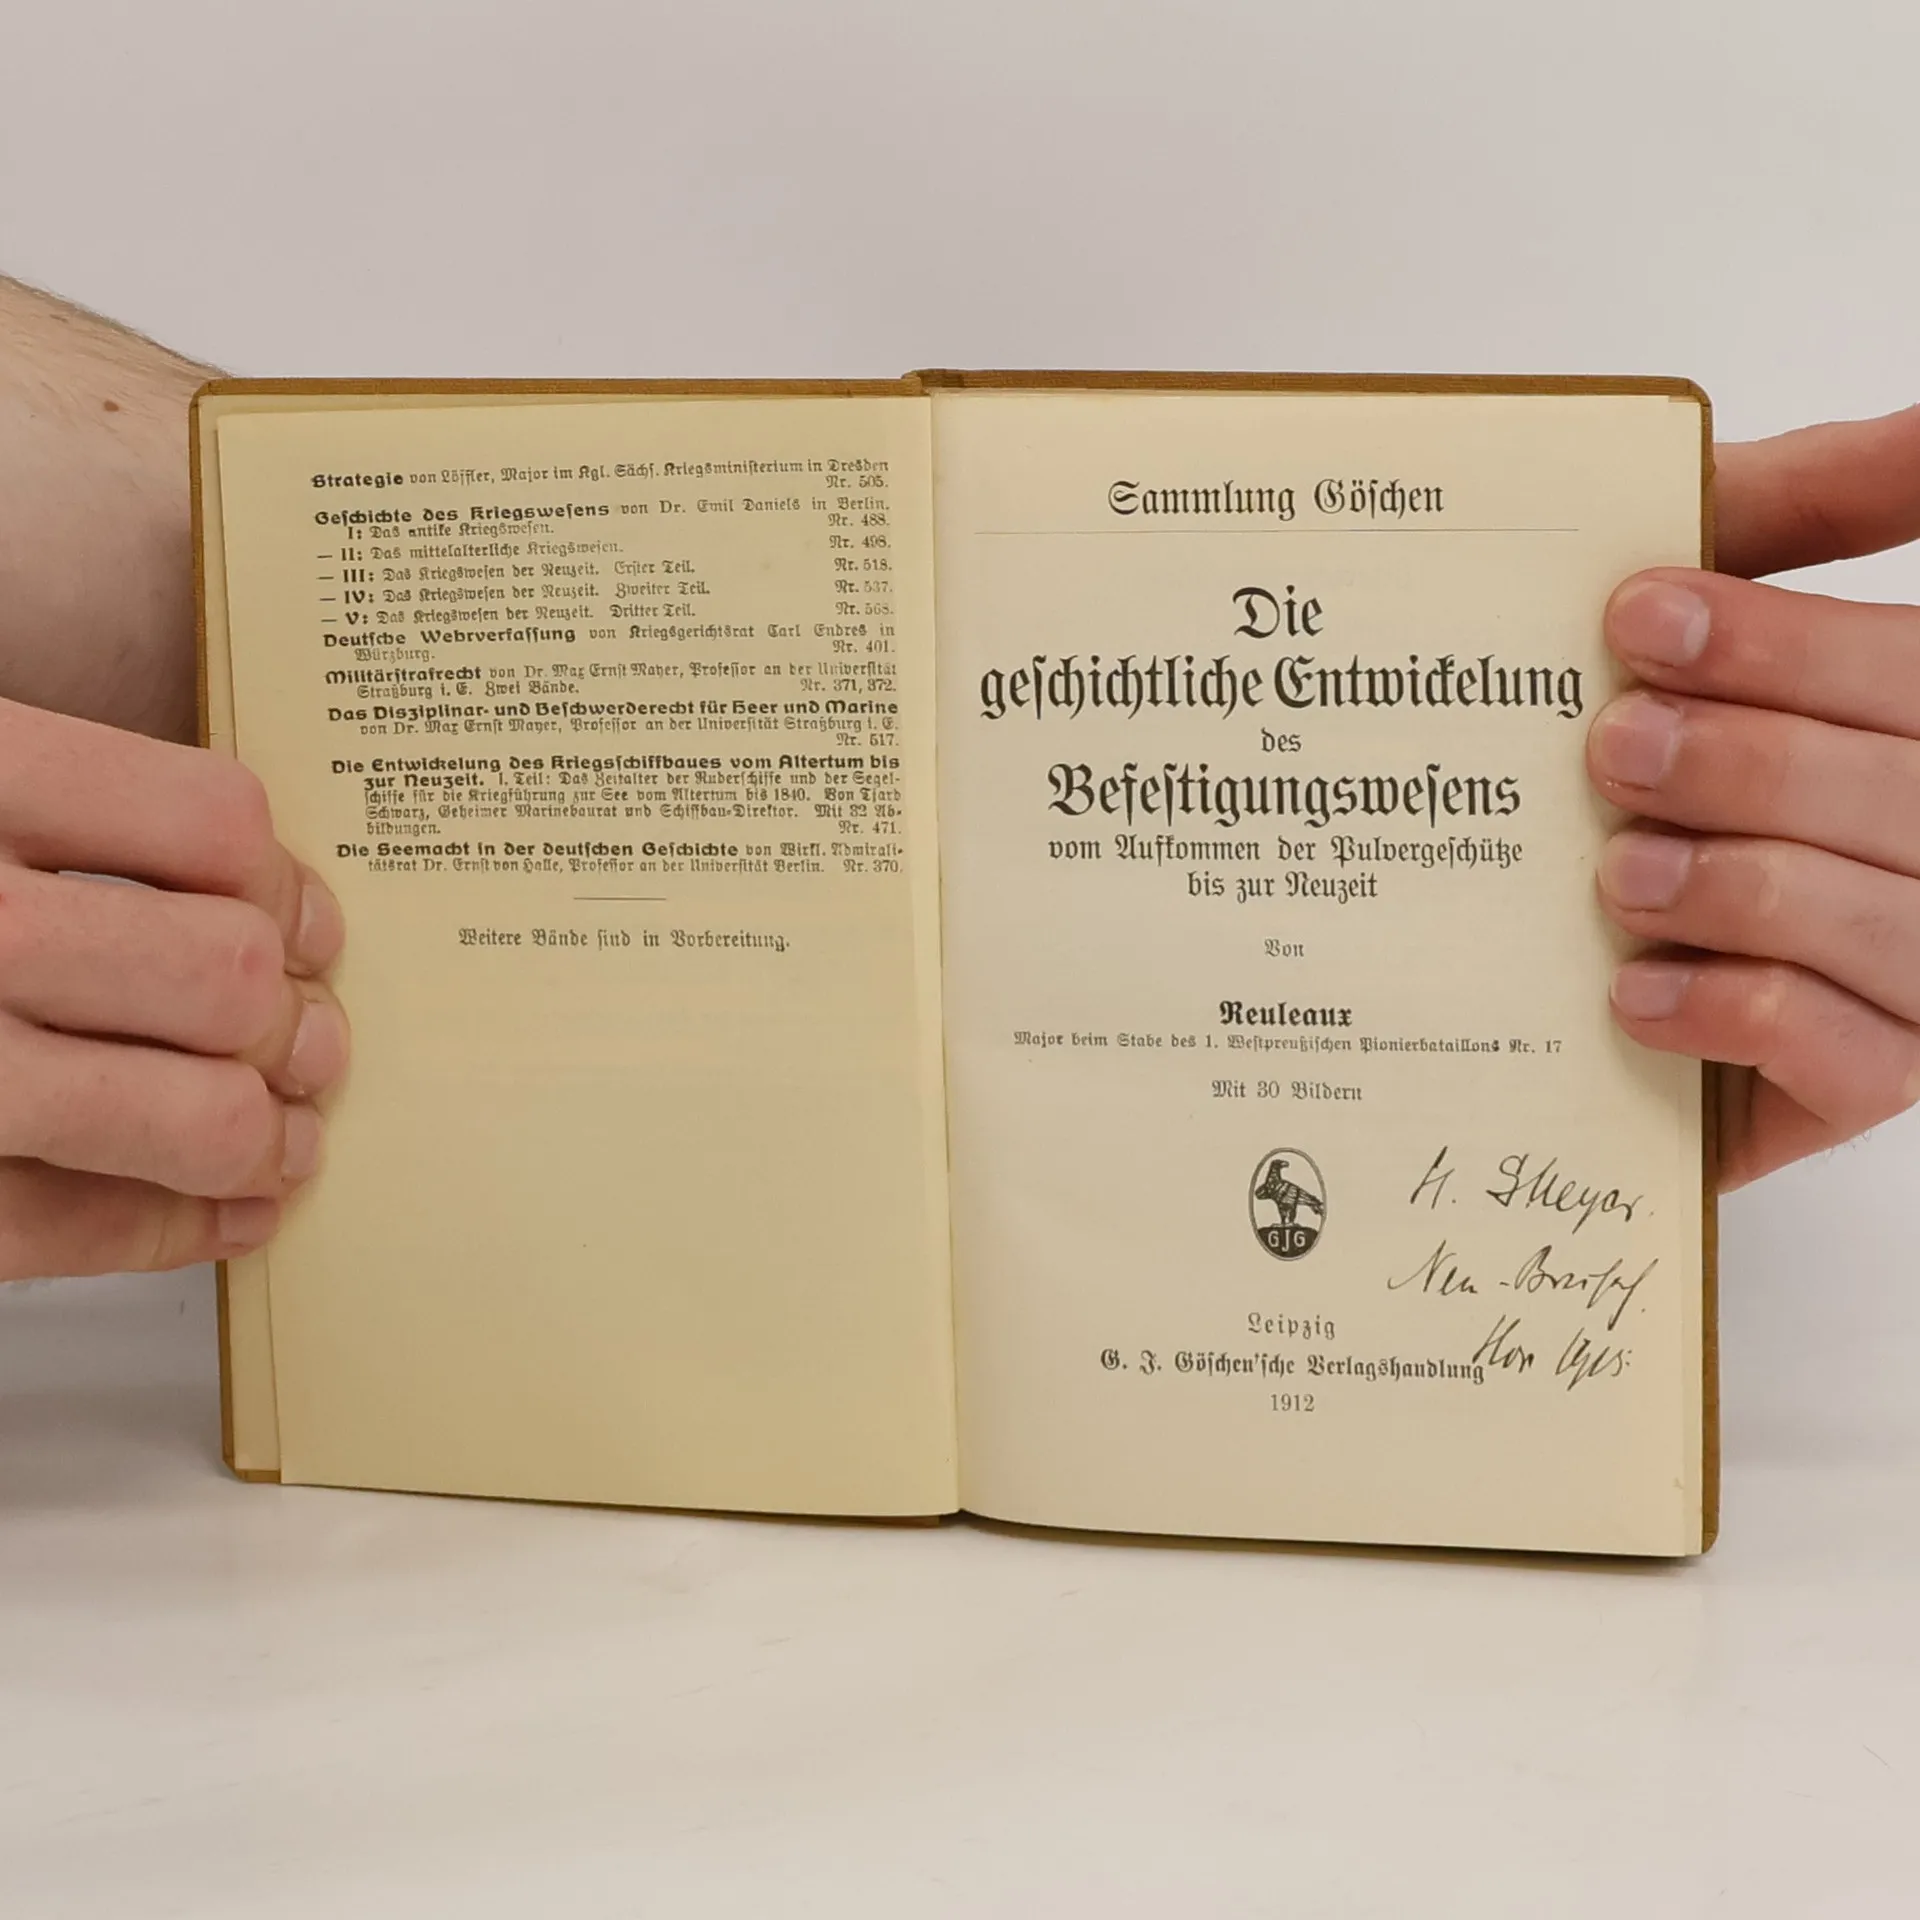 Strategie von Löffler, Major im Kgl. Sächſ. Kriegsminiſterium in Dresden
Nr. 505.
Geſchichte des Kriegsweſens von Dr. Emil Daniels in Berlin.
I: Das antike Kriegsweſen. Nr. 488.
— II: Das mittelalterliche Kriegsweſen. Nr. 498.
— III: Das Kriegsweſen der Neuzeit. Erſter Teil. Nr. 518.
— IV: Das Kriegsweſen der Neuzeit. Zweiter Teil. Nr. 537.
— V: Das Kriegsweſen der Neuzeit. Dritter Teil. Nr. 568.
Deutſche Wehrverfaſſung von Kriegsgerichtsrat Carl Endres in
Würzburg. Nr. 401.
Militärſtrafrecht von Dr. Max Ernſt Mayer, Profeſſor an der Univerſität
Straßburg i. E. Zwei Bände. Nr. 371, 372.
Das Disziplinar- und Beſchwerderecht für Heer und Marine
von Dr. Max Ernſt Mayer, Profeſſor an der Univerſität Straßburg i. E.
Nr. 517.
Die Entwicklung des Kriegsſchiffbaues vom Altertum bis
zur Neuzeit. I. Teil: Das Zeitalter der Ruderſchiffe und der Segel-
ſchiffe für die Kriegführung zur See vom Altertum bis 1840. Von Tjard
Schwarz, Geheimer Marinebaurat und Schiffbau-Direktor. Mit 32 Ab-
bildungen. Nr. 471.
Die Seemacht in der deutſchen Geſchichte von Wirkl. Admirali-
tätsrat Dr. Ernſt von Halle, Profeſſor an der Univerſität Berlin. Nr. 370.
Weitere Bände ſind in Vorbereitung.
Sammlung Göſchen
Die
geſchichtliche Entwickelung
des
Befeſtigungsweſens
vom Aufkommen der Pulvergeſchütze
bis zur Neuzeit
Von
Reuleaux
Major beim Stabe des 1. Weſtpreußiſchen Pionierbataillons Nr. 17
Mit 30 Bildern
GJG
H. Meyer.
Neu-Breisach.
Leipzig
G. J. Göſchen'ſche Verlagshandlung
1912